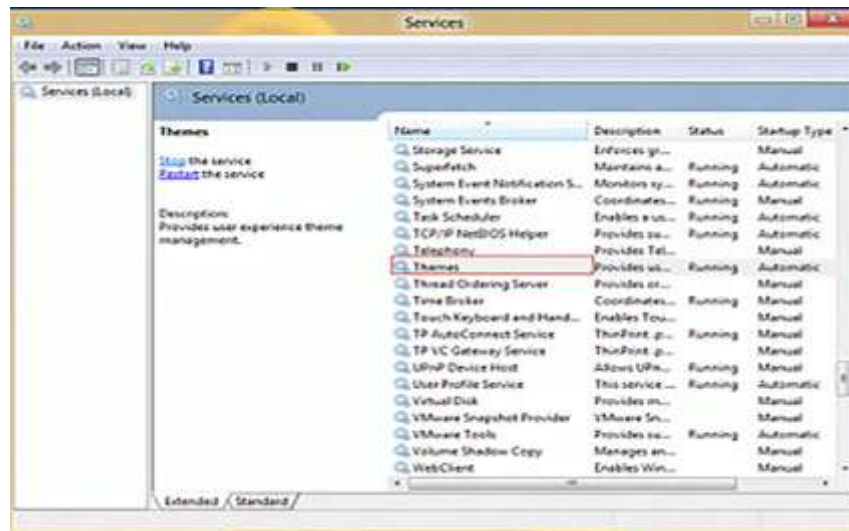 Services
File Action View Help
Services (Local)
Services (Local)
Themes
Stop the service
Restart the service
Description:
Provides user experience theme
management.
Name Description Status Startup Type
Storage Service Enforces gr... Manual
Superfetch Maintains a... Running Automatic
System Event Notification S... Monitors sy... Running Automatic
System Events Broker Coordinates... Running Automatic
Task Scheduler Enables a us... Running Automatic
TCP/IP NetBIOS Helper Provides su... Running Automatic
Telephony Provides Tel... Manual
Themes Provides us... Running Automatic
Thread Ordering Server Provides or... Manual
Time Broker Coordinates... Running Manual
Touch Keyboard and Hand... Enables Tou... Manual
TP AutoConnect Service ThinPrint .p... Running Manual
TP VC Gateway Service ThinPrint .p... Manual
UPnP Device Host Allows UPn... Running Manual
User Profile Service This service ... Running Automatic
Virtual Disk Provides m... Manual
VMware Snapshot Provider VMware Sn... Manual
VMware Tools Provides su... Running Automatic
Volume Shadow Copy Manages an... Manual
WebClient Enables Win... Manual
Extended Standard